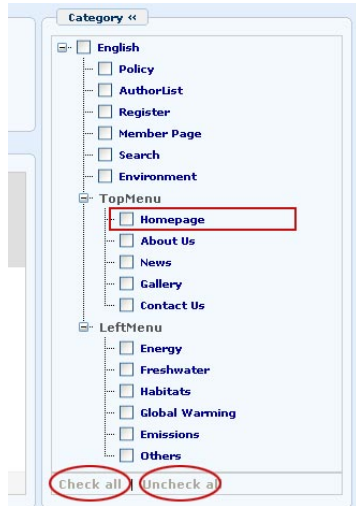 Category «
English
Policy
AuthorList
Register
Member Page
Search
Environment
TopMenu
Homepage
About Us
News
Gallery
Contact Us
LeftMenu
Energy
Freshwater
Habitats
Global Warming
Emissions
Others
Check all | Uncheck all